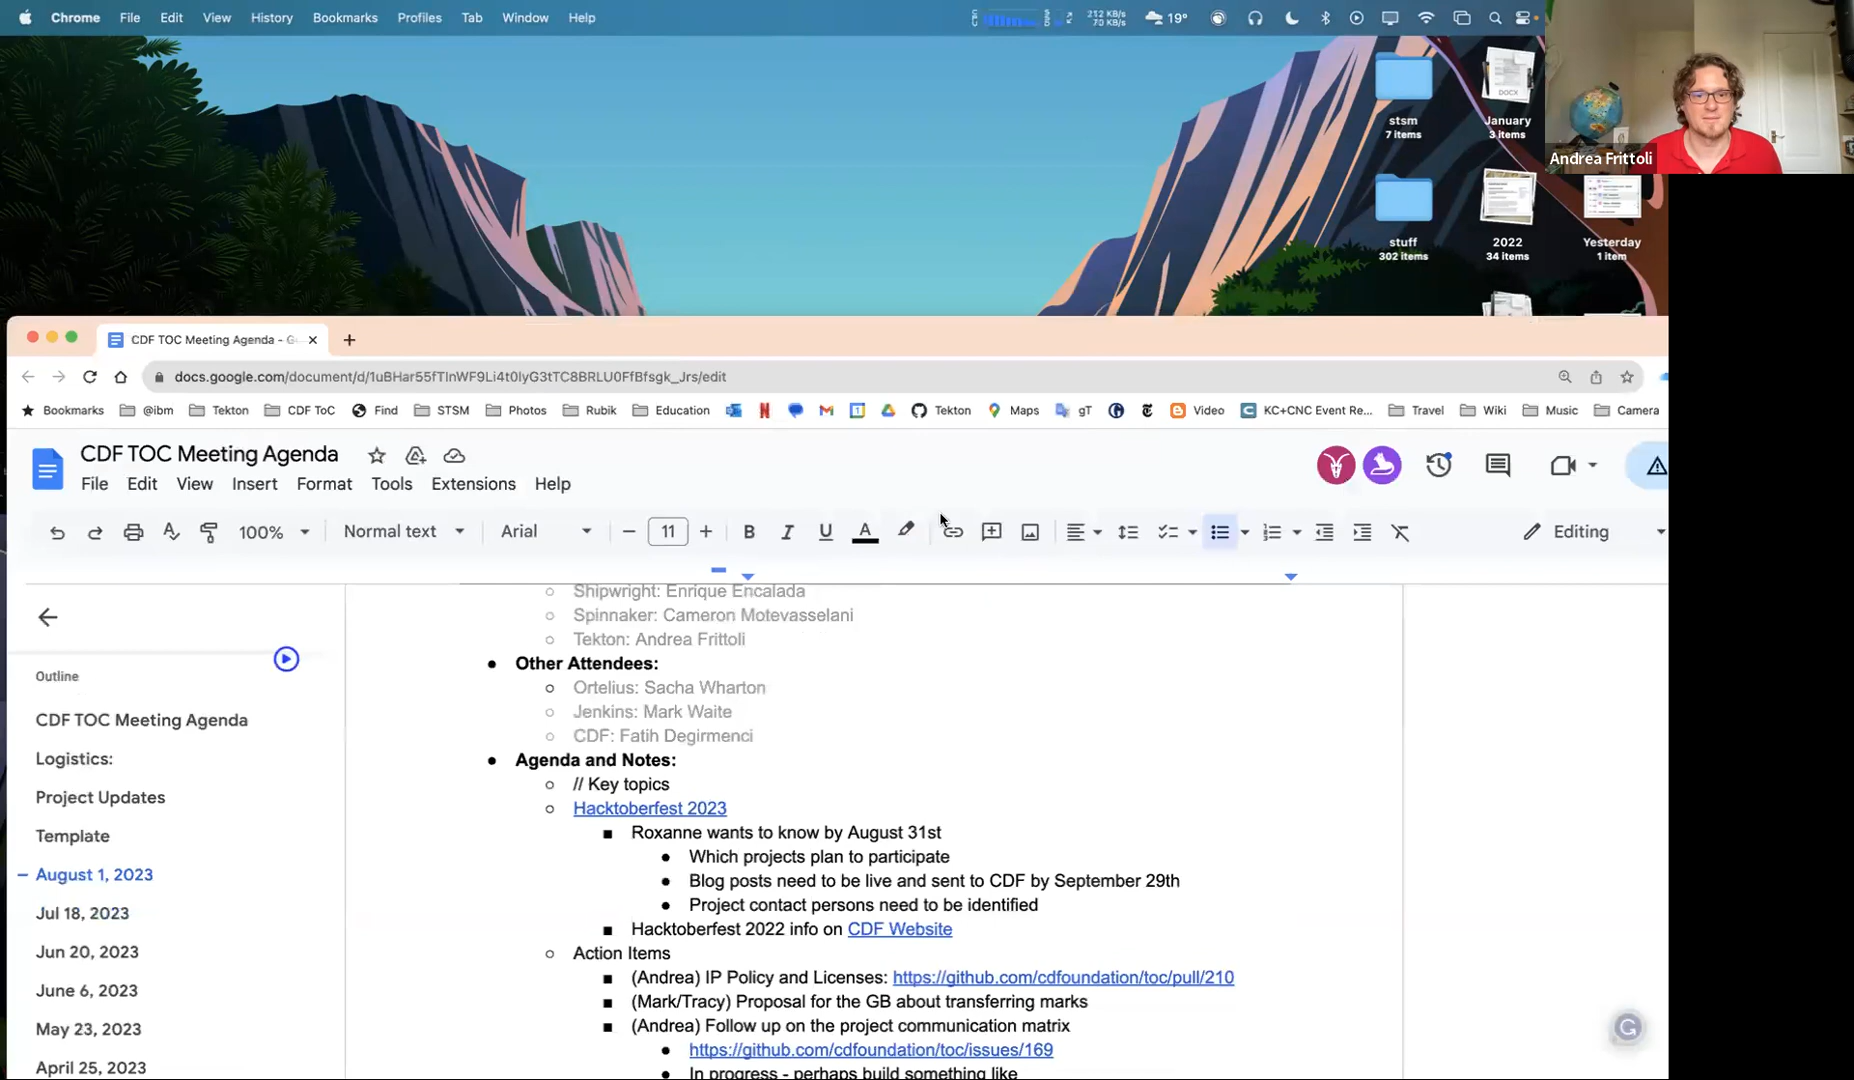 Chrome File Edit View History Bookmarks Profiles Tab Window Help
212 KB/s
70 KB/s
19°
stsm
7 items
DOCX
January
3 items
Andrea Frittoli
stuff
302 items
2022
34 items
Yesterday
1 item
CDF TOC Meeting Agenda - G
docs.google.com/document/d/1uBHar55fTlnWF9Li4t0lyG3tTC8BRLU0FfBfsgk_Jrs/edit
Bookmarks @ibm Tekton CDF ToC Find STSM Photos Rubik Education Tekton Maps gT Video KC+CNC Event Re... Travel Wiki Music Camera
CDF TOC Meeting Agenda
File Edit View Insert Format Tools Extensions Help
100% Normal text Arial 11 Editing
Outline
CDF TOC Meeting Agenda
Logistics:
Project Updates
Template
August 1, 2023
Jul 18, 2023
Jun 20, 2023
June 6, 2023
May 23, 2023
April 25, 2023
Shipwright: Enrique Encalada
Spinnaker: Cameron Motevasselani
Tekton: Andrea Frittoli
Other Attendees:
Ortelius: Sacha Wharton
Jenkins: Mark Waite
CDF: Fatih Degirmenci
Agenda and Notes:
// Key topics
Hacktoberfest 2023
Roxanne wants to know by August 31st
Which projects plan to participate
Blog posts need to be live and sent to CDF by September 29th
Project contact persons need to be identified
Hacktoberfest 2022 info on CDF Website
Action Items
(Andrea) IP Policy and Licenses: https://github.com/cdfoundation/toc/pull/210
(Mark/Tracy) Proposal for the GB about transferring marks
(Andrea) Follow up on the project communication matrix
https://github.com/cdfoundation/toc/issues/169
In progress - perhaps build something like